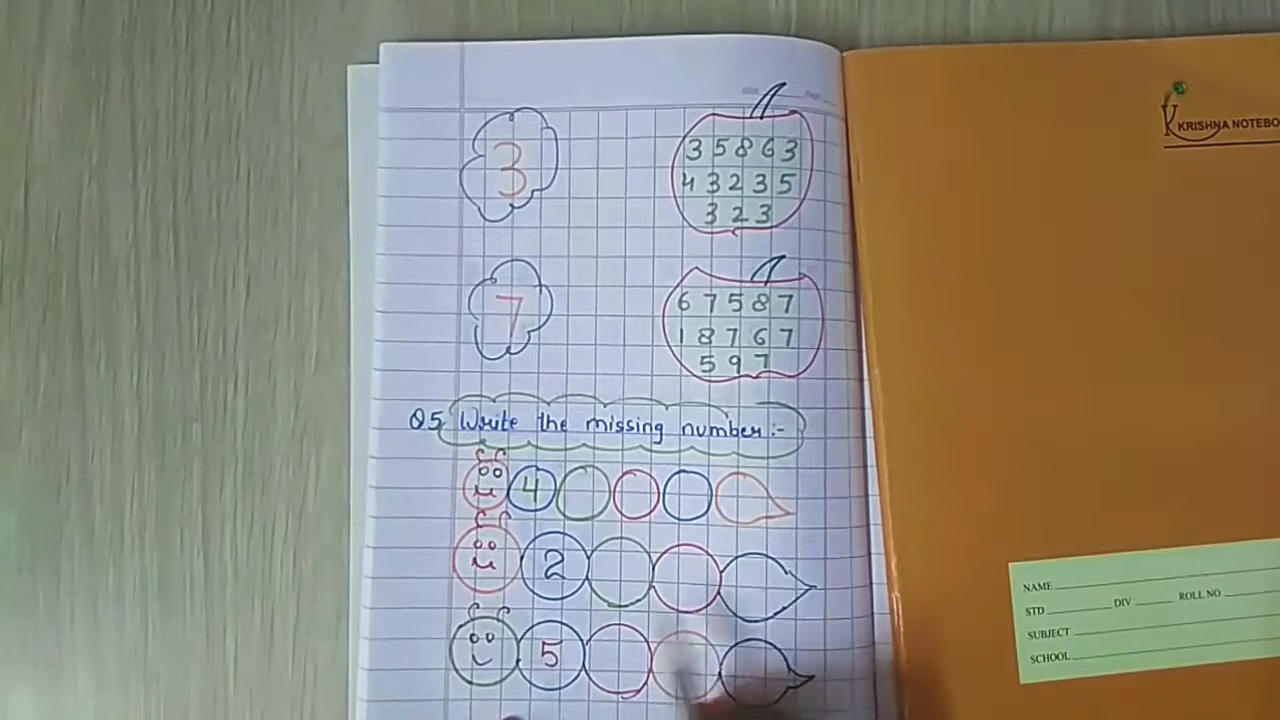 Date Page
3
3 5 8 6 3
4 3 2 3 5
3 2 3
7
6 7 5 8 7
1 8 7 6 7
5 9 7
Q5 Write the missing number :-
4
2
5
KRISHNA NOTEBO
NAME
STD DIV ROLL NO
SUBJECT
SCHOOL